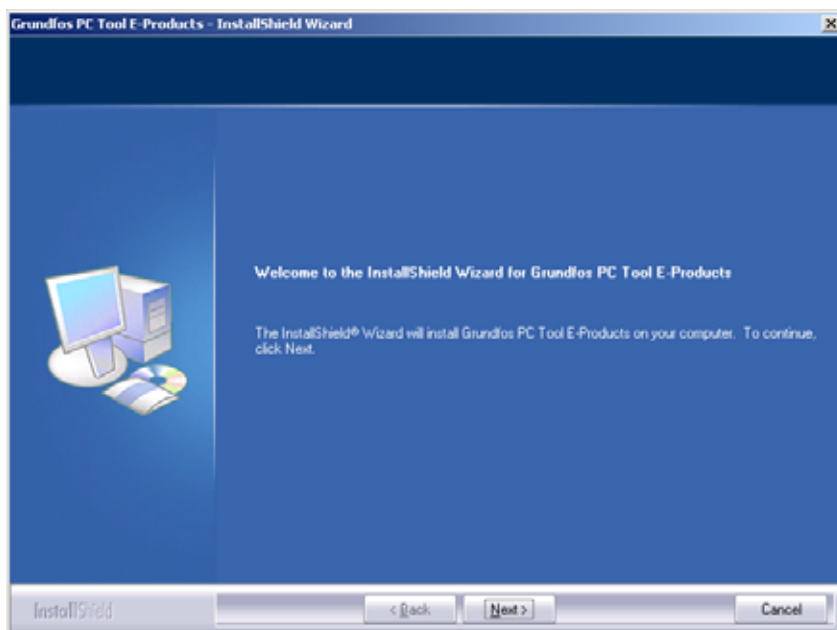 Grundfos PC Tool E-Products - InstallShield Wizard
Welcome to the InstallShield Wizard for Grundfos PC Tool E-Products
The InstallShield® Wizard will install Grundfos PC Tool E-Products on your computer. To continue,
click Next.
InstallShield
< Back
Next >
Cancel